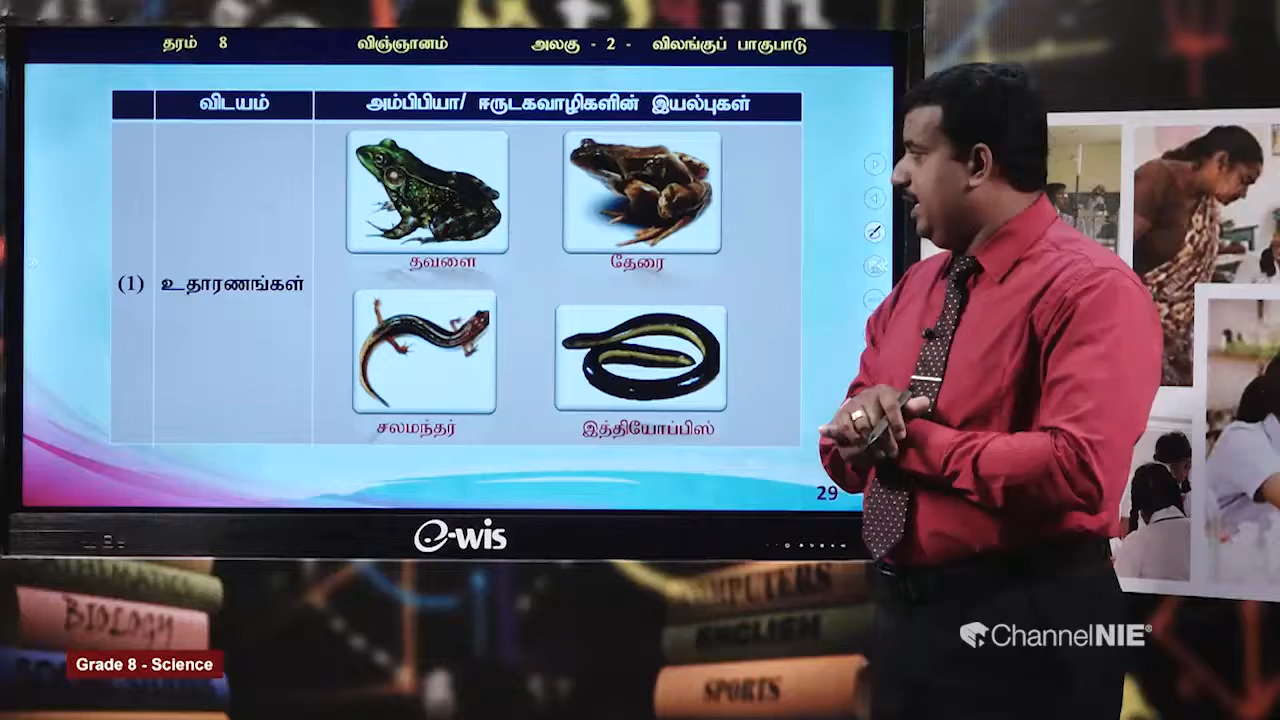 தரம் 8 விஞ்ஞானம் அலகு - 2 - விலங்குப் பாகுபாடு
விடயம் அம்பிபியா/ ஈருடகவாழிகளின் இயல்புகள்
தவளை தேரை
(1) உதாரணங்கள்
சலமந்தர் இத்தியோப்பிஸ்
29
e-wis
BIOLOGY
ENGLISH
SPORTS
Grade 8 - Science
ChannelNIE®